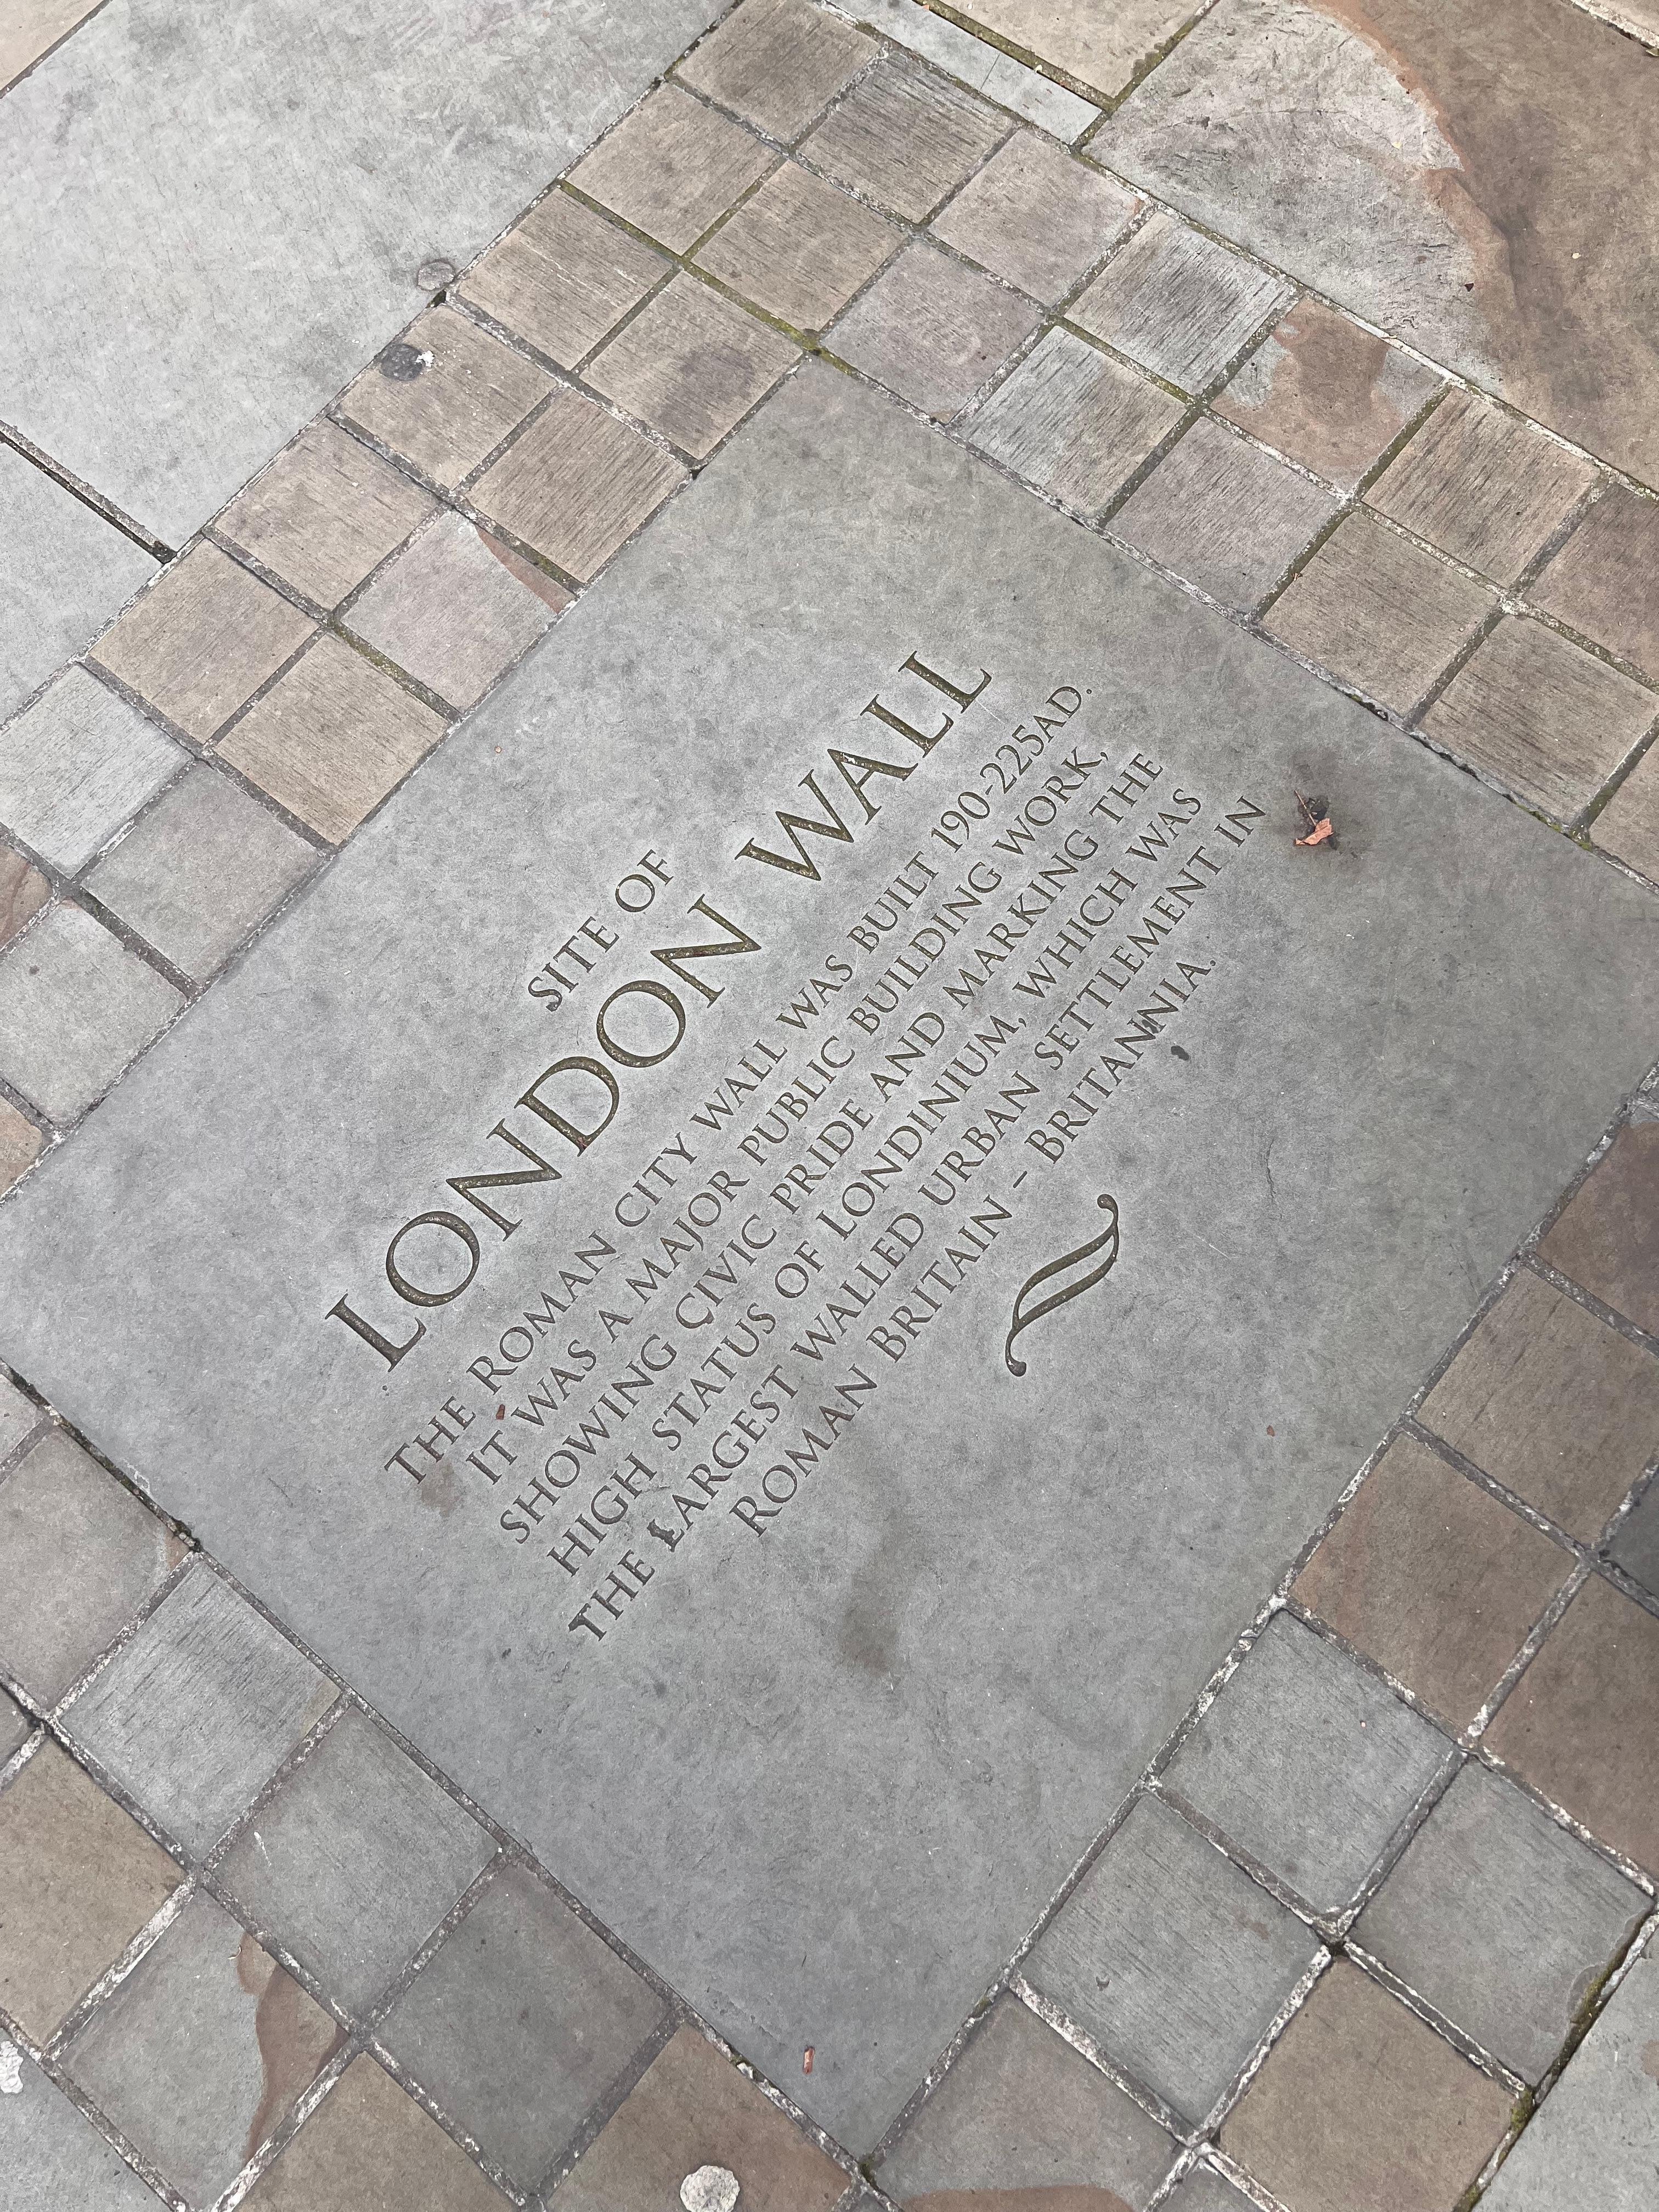 SITE OF
LONDON WALL
THE ROMAN CITY WALL WAS BUILT 190-225AD.
IT WAS A MAJOR PUBLIC BUILDING WORK,
SHOWING CIVIC PRIDE AND MARKING THE
HIGH STATUS OF LONDINIUM, WHICH WAS
THE LARGEST WALLED URBAN SETTLEMENT IN
ROMAN BRITAIN – BRITANNIA.